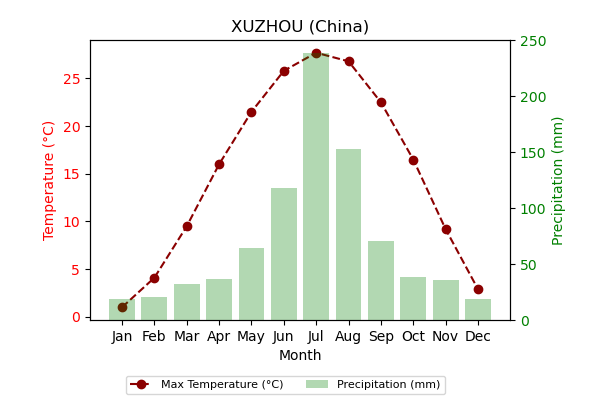 XUZHOU (China)
Temperature (°C)
25
20
15
10
5
0
250
200
150
100
50
0
Precipitation (mm)
Jan Feb Mar Apr May Jun Jul Aug Sep Oct Nov Dec
Month
Max Temperature (°C) Precipitation (mm)